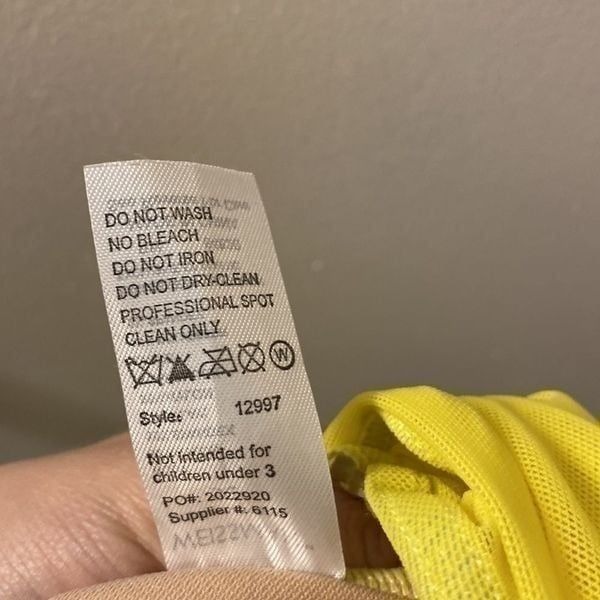 DO NOT WASH
NO BLEACH
DO NOT IRON
DO NOT DRY-CLEAN
PROFESSIONAL SPOT
CLEAN ONLY
W
Style: 12997
Not intended for
children under 3
PO#: 2022920
Supplier #: 6115